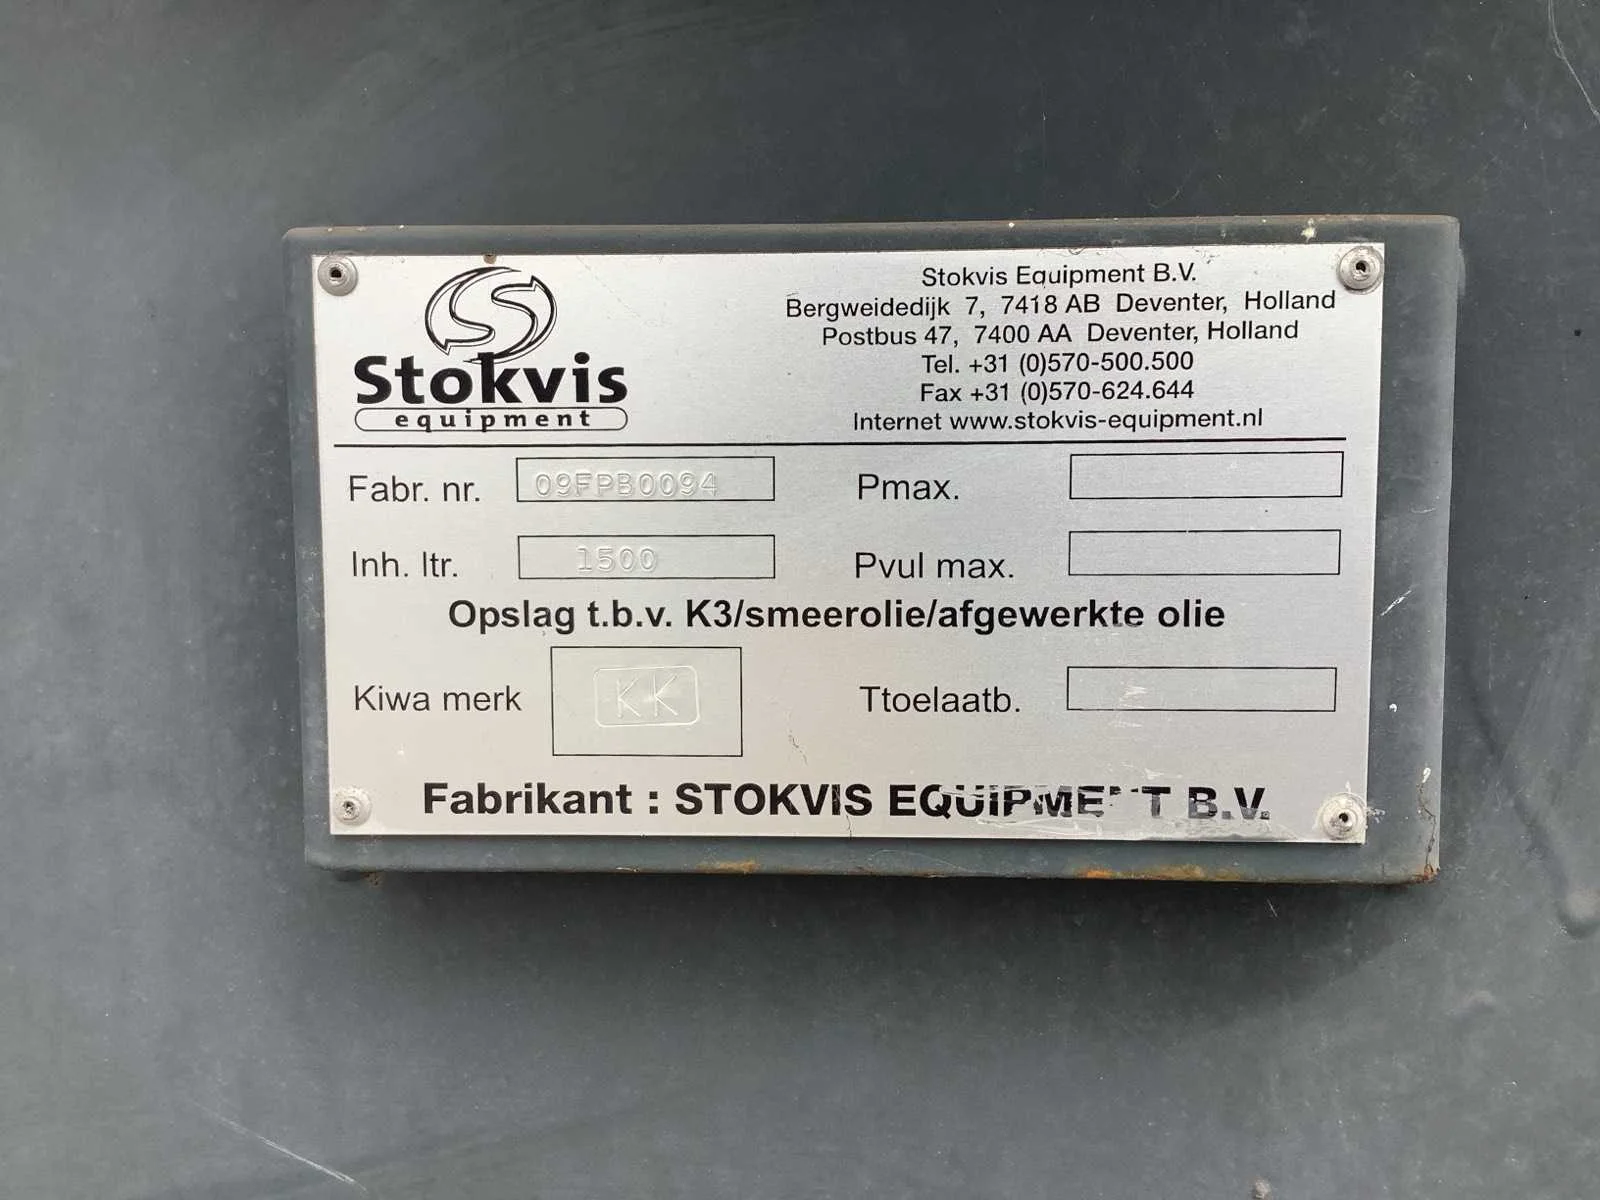 Stokvis
equipment
Stokvis Equipment B.V.
Bergweidedijk 7, 7418 AB Deventer, Holland
Postbus 47, 7400 AA Deventer, Holland
Tel. +31 (0)570-500.500
Fax +31 (0)570-624.644
Internet www.stokvis-equipment.nl
Fabr. nr. 09FPB0094 Pmax.
Inh. ltr. 1500 Pvul max.
Opslag t.b.v. K3/smeerolie/afgewerkte olie
Kiwa merk KK Ttoelaatb.
Fabrikant : STOKVIS EQUIPMENT B.V.